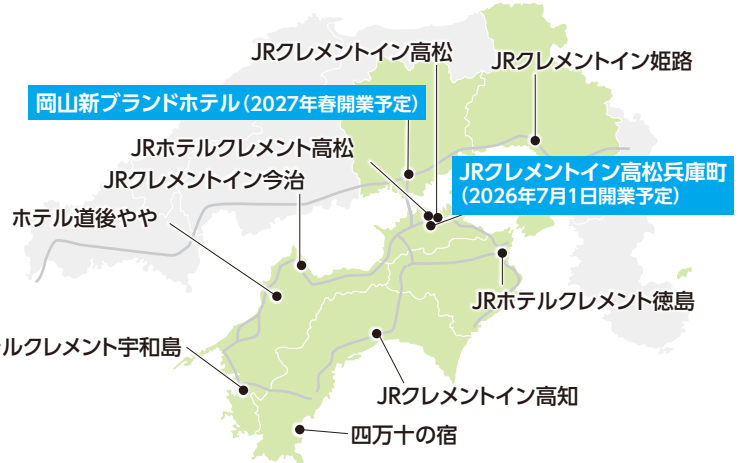 JRクレメントイン高松
JRクレメントイン姫路
岡山新ブランドホテル(2027年春開業予定)
JRホテルクレメント高松
JRクレメントイン高松兵庫町
(2026年7月1日開業予定)
JRクレメントイン今治
ホテル道後やや
JRホテルクレメント徳島
ルクレメント宇和島
JRクレメントイン高知
四万十の宿